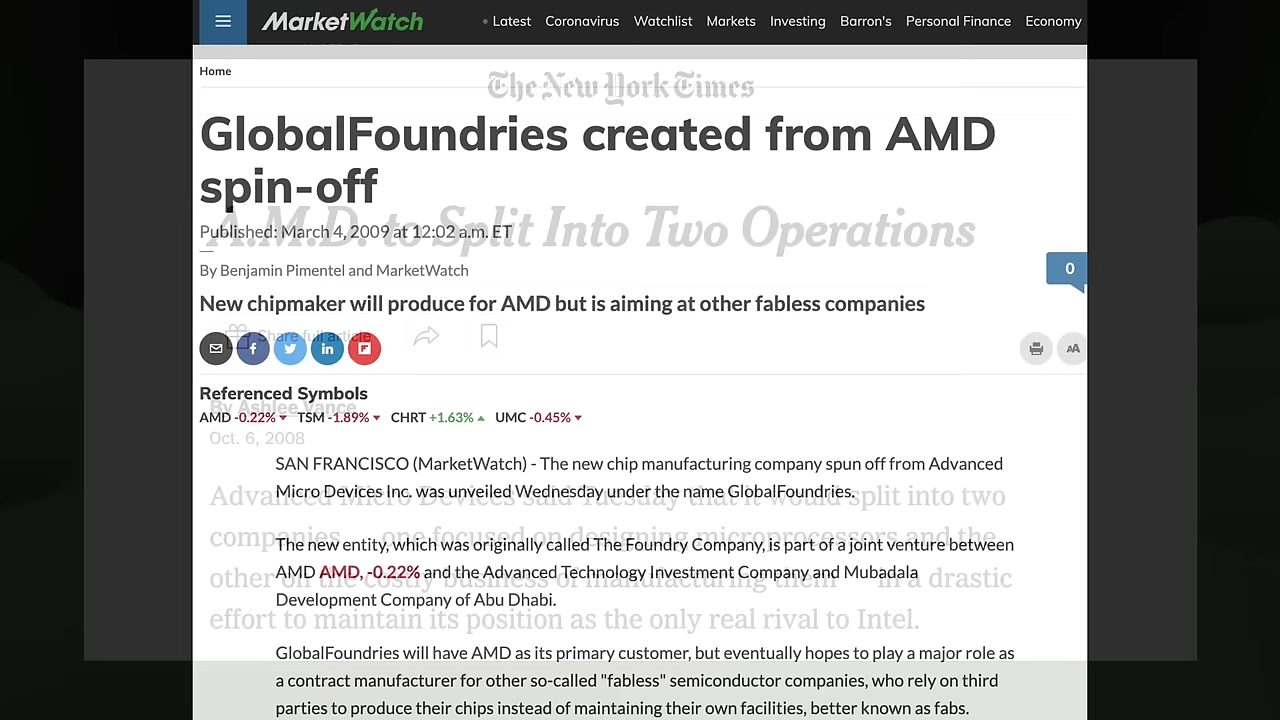 MarketWatch
• Latest Coronavirus Watchlist Markets Investing Barron's Personal Finance Economy
Home
The New York Times
GlobalFoundries created from AMD
spin-off
A.M.D. to Split Into Two Operations
Published: March 4, 2009 at 12:02 a.m. ET
By Benjamin Pimentel and MarketWatch
0
New chipmaker will produce for AMD but is aiming at other fabless companies
Share full article
AA
Referenced Symbols
By Ashlee Vance
AMD -0.22% TSM -1.89% CHRT +1.63% UMC -0.45%
Oct. 6, 2008
SAN FRANCISCO (MarketWatch) - The new chip manufacturing company spun off from Advanced
Micro Devices Inc. was unveiled Wednesday under the name GlobalFoundries.
Advanced Micro Devices said Tuesday that it would split into two
companies one focused on designing microprocessors and the
The new entity, which was originally called The Foundry Company, is part of a joint venture between
AMD AMD, -0.22% and the Advanced Technology Investment Company and Mubadala
other on the costly business of manufacturing them in a drastic
Development Company of Abu Dhabi.
effort to maintain its position as the only real rival to Intel.
GlobalFoundries will have AMD as its primary customer, but eventually hopes to play a major role as
a contract manufacturer for other so-called "fabless" semiconductor companies, who rely on third
parties to produce their chips instead of maintaining their own facilities, better known as fabs.